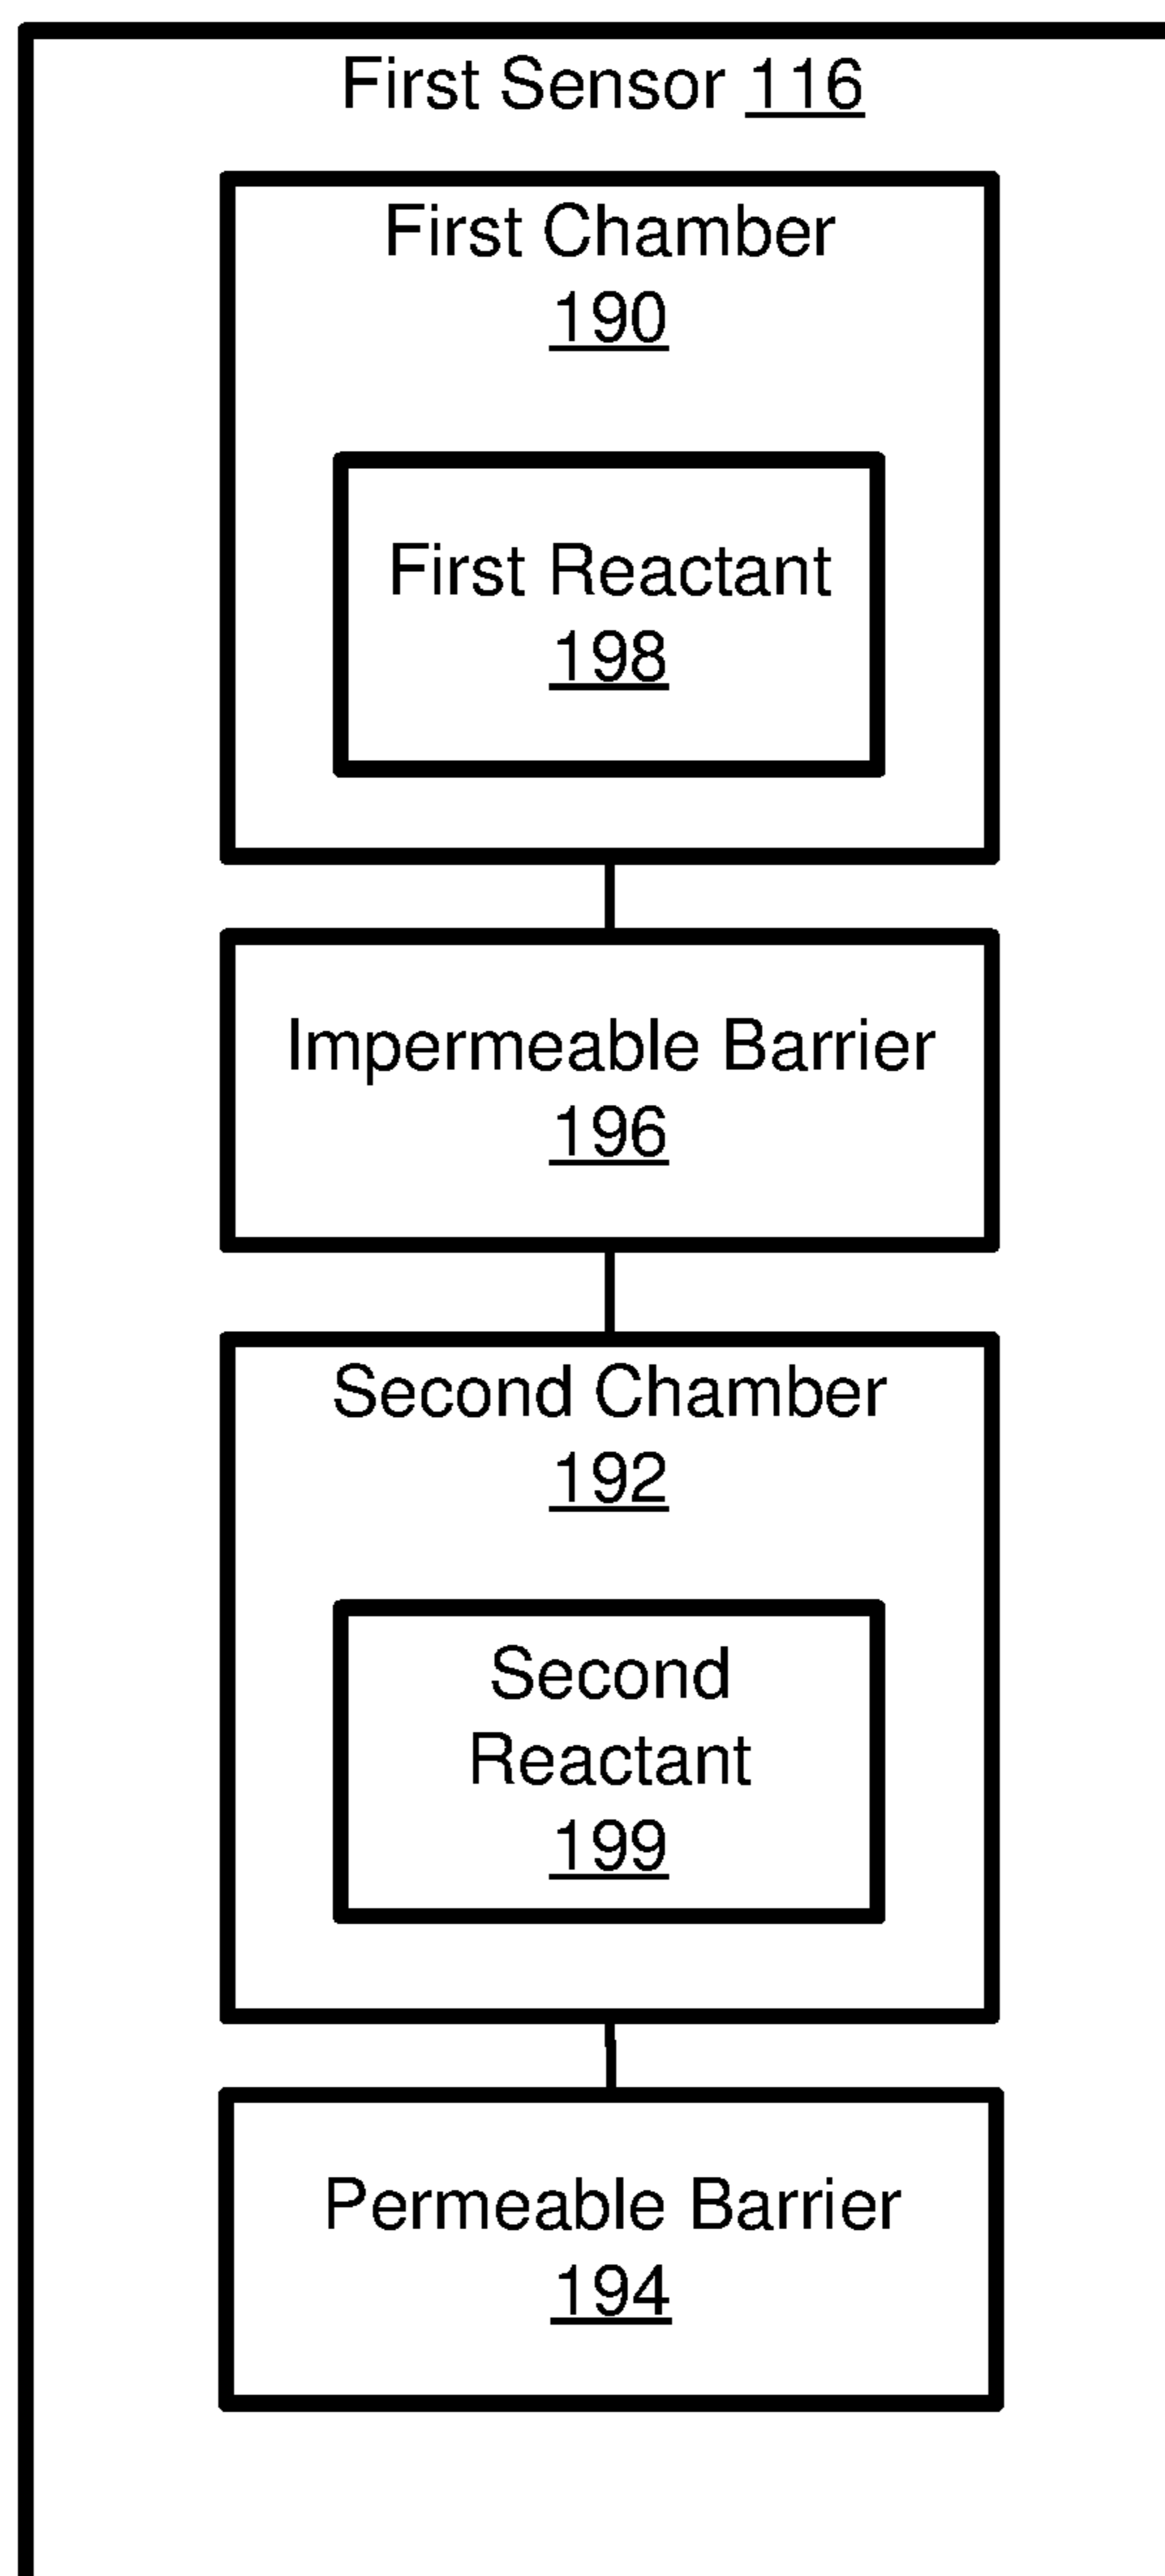 First Sensor 116
First Chamber
190
First Reactant
198
Impermeable Barrier
196
Second Chamber
192
Second
Reactant
199
Permeable Barrier
194